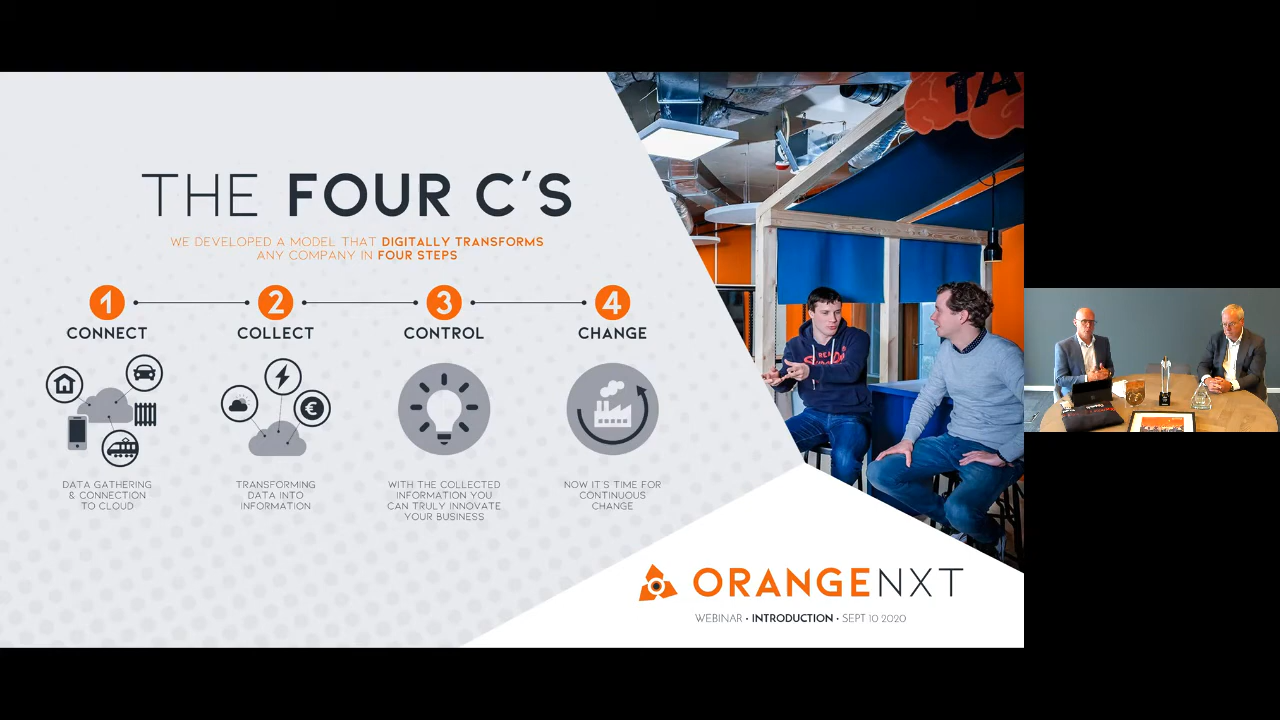 THE FOUR C'S
WE DEVELOPED A MODEL THAT DIGITALLY TRANSFORMS
ANY COMPANY IN FOUR STEPS
1
CONNECT
DATA GATHERING
& CONNECTION
TO CLOUD
2
COLLECT
€
TRANSFORMING
DATA INTO
INFORMATION
3
CONTROL
WITH THE COLLECTED
INFORMATION YOU
CAN TRULY INNOVATE
YOUR BUSINESS
4
CHANGE
NOW IT'S TIME FOR
CONTINUOUS
CHANGE
TA
ORANGENXT
WEBINAR • INTRODUCTION • SEPT 10 2020